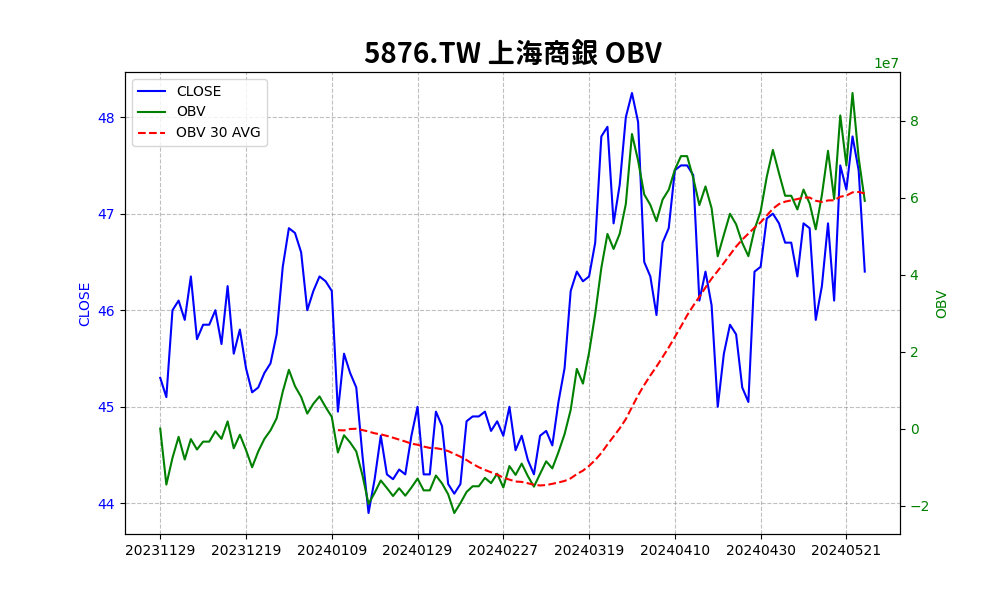 5876.TW 上海商銀 OBV
1e7
CLOSE
OBV
OBV 30 AVG
48
47
46
45
44
CLOSE
8
6
4
2
0
−2
OBV
20231129 20231219 20240109 20240129 20240227 20240319 20240410 20240430 20240521